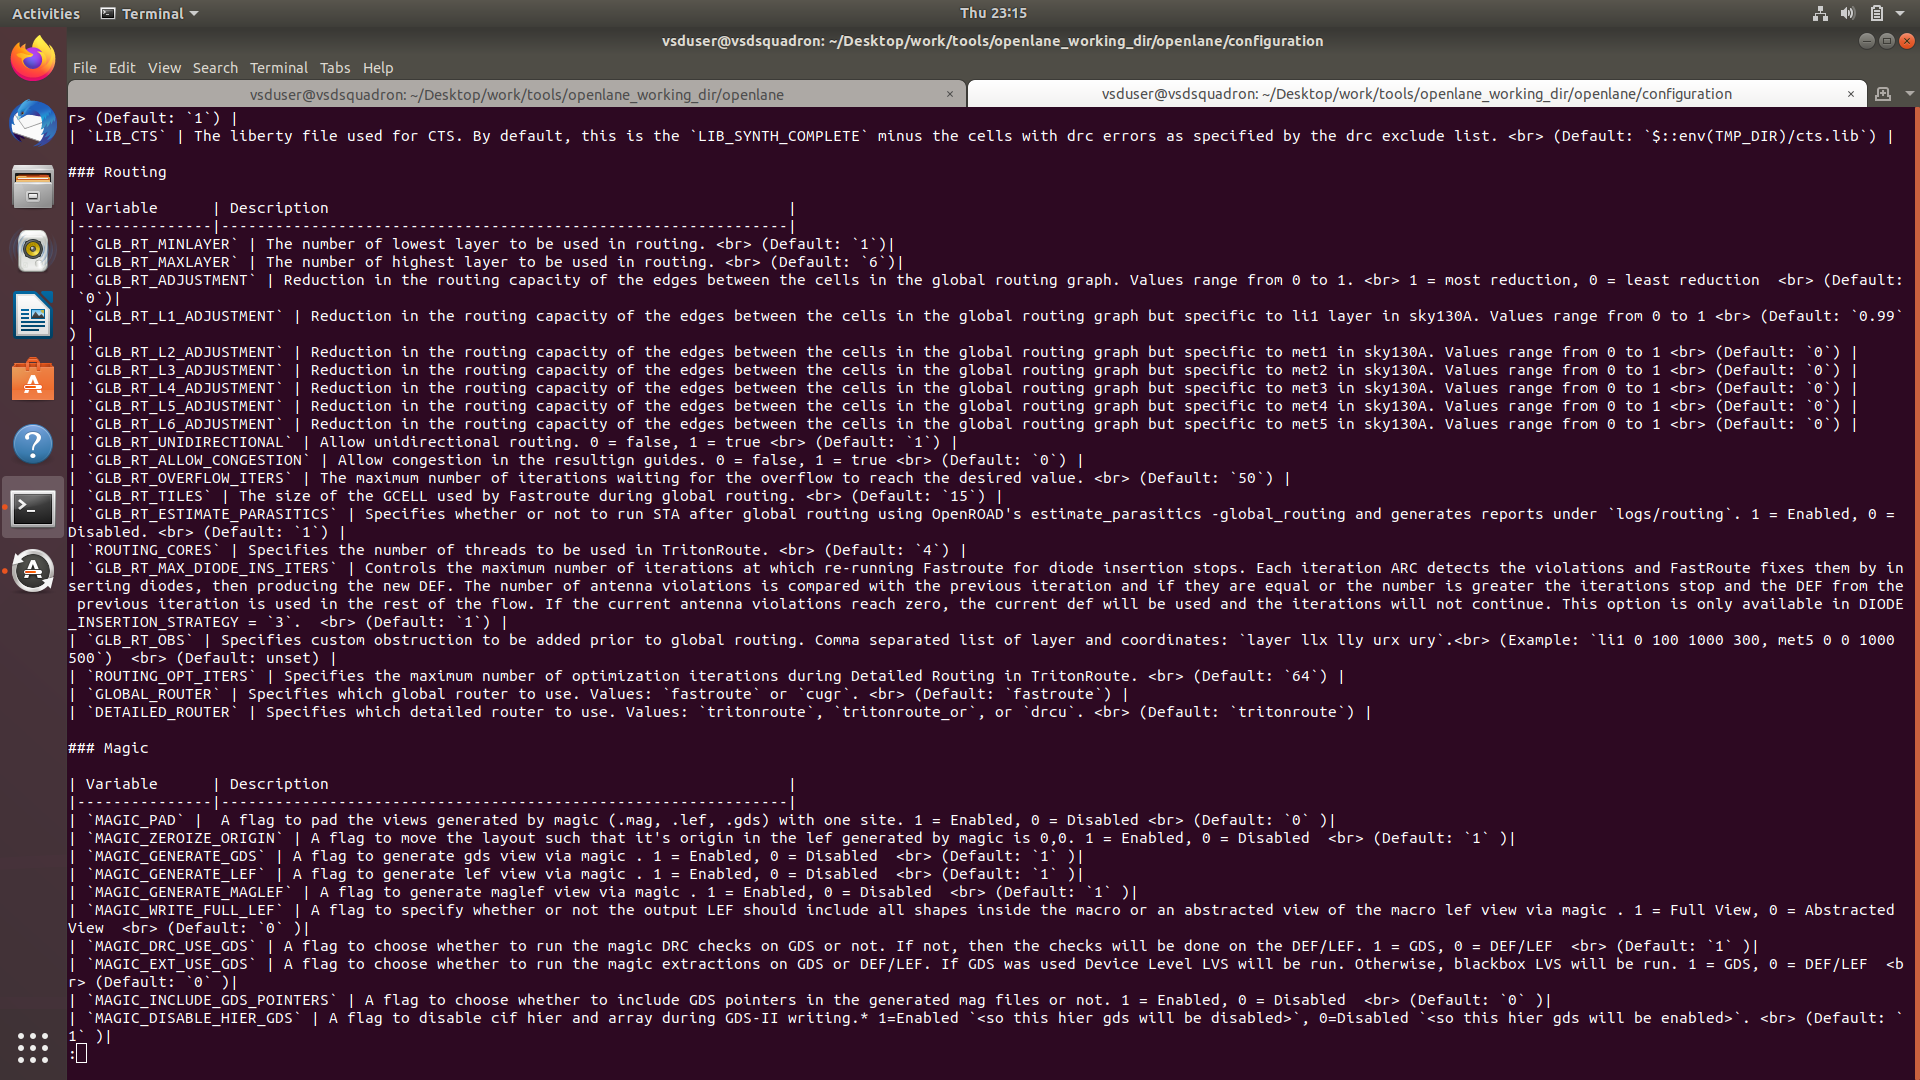 Activities
Terminal
Thu 23:15
vsduser@vsdsquadron: ~/Desktop/work/tools/openlane_working_dir/openlane/configuration
File Edit View Search Terminal Tabs Help
vsduser@vsdsquadron: ~/Desktop/work/tools/openlane_working_dir/openlane ×
vsduser@vsdsquadron: ~/Desktop/work/tools/openlane_working_dir/openlane/configuration ×
r> (Default: `1`) |
| `LIB_CTS` | The liberty file used for CTS. By default, this is the `LIB_SYNTH_COMPLETE` minus the cells with drc errors as specified by the drc exclude list. <br> (Default: `$::env(TMP_DIR)/cts.lib`) |
### Routing
| Variable      | Description                                                   |
|---------------|---------------------------------------------------------------|
| `GLB_RT_MINLAYER` | The number of lowest layer to be used in routing. <br> (Default: `1`)|
| `GLB_RT_MAXLAYER` | The number of highest layer to be used in routing. <br> (Default: `6`)|
| `GLB_RT_ADJUSTMENT` | Reduction in the routing capacity of the edges between the cells in the global routing graph. Values range from 0 to 1. <br> 1 = most reduction, 0 = least reduction  <br> (Default:
 `0`)|
| `GLB_RT_L1_ADJUSTMENT` | Reduction in the routing capacity of the edges between the cells in the global routing graph but specific to li1 layer in sky130A. Values range from 0 to 1 <br> (Default: `0.99`
) |
| `GLB_RT_L2_ADJUSTMENT` | Reduction in the routing capacity of the edges between the cells in the global routing graph but specific to met1 in sky130A. Values range from 0 to 1 <br> (Default: `0`) |
| `GLB_RT_L3_ADJUSTMENT` | Reduction in the routing capacity of the edges between the cells in the global routing graph but specific to met2 in sky130A. Values range from 0 to 1 <br> (Default: `0`) |
| `GLB_RT_L4_ADJUSTMENT` | Reduction in the routing capacity of the edges between the cells in the global routing graph but specific to met3 in sky130A. Values range from 0 to 1 <br> (Default: `0`) |
| `GLB_RT_L5_ADJUSTMENT` | Reduction in the routing capacity of the edges between the cells in the global routing graph but specific to met4 in sky130A. Values range from 0 to 1 <br> (Default: `0`) |
| `GLB_RT_L6_ADJUSTMENT` | Reduction in the routing capacity of the edges between the cells in the global routing graph but specific to met5 in sky130A. Values range from 0 to 1 <br> (Default: `0`) |
| `GLB_RT_UNIDIRECTIONAL` | Allow unidirectional routing. 0 = false, 1 = true <br> (Default: `1`) |
| `GLB_RT_ALLOW_CONGESTION` | Allow congestion in the resultign guides. 0 = false, 1 = true <br> (Default: `0`) |
| `GLB_RT_OVERFLOW_ITERS` | The maximum number of iterations waiting for the overflow to reach the desired value. <br> (Default: `50`) |
| `GLB_RT_TILES` | The size of the GCELL used by Fastroute during global routing. <br> (Default: `15`) |
| `GLB_RT_ESTIMATE_PARASITICS` | Specifies whether or not to run STA after global routing using OpenROAD's estimate_parasitics -global_routing and generates reports under `logs/routing`. 1 = Enabled, 0 =
Disabled. <br> (Default: `1`) |
| `ROUTING_CORES` | Specifies the number of threads to be used in TritonRoute. <br> (Default: `4`) |
| `GLB_RT_MAX_DIODE_INS_ITERS` | Controls the maximum number of iterations at which re-running Fastroute for diode insertion stops. Each iteration ARC detects the violations and FastRoute fixes them by in
serting diodes, then producing the new DEF. The number of antenna violations is compared with the previous iteration and if they are equal or the number is greater the iterations stop and the DEF from the
 previous iteration is used in the rest of the flow. If the current antenna violations reach zero, the current def will be used and the iterations will not continue. This option is only available in DIODE
_INSERTION_STRATEGY = `3`.  <br> (Default: `1`) |
| `GLB_RT_OBS` | Specifies custom obstruction to be added prior to global routing. Comma separated list of layer and coordinates: `layer llx lly urx ury`.<br> (Example: `li1 0 100 1000 300, met5 0 0 1000
500`)  <br> (Default: unset) |
| `ROUTING_OPT_ITERS` | Specifies the maximum number of optimization iterations during Detailed Routing in TritonRoute. <br> (Default: `64`) |
| `GLOBAL_ROUTER` | Specifies which global router to use. Values: `fastroute` or `cugr`. <br> (Default: `fastroute`) |
| `DETAILED_ROUTER` | Specifies which detailed router to use. Values: `tritonroute`, `tritonroute_or`, or `drcu`. <br> (Default: `tritonroute`) |
### Magic
| Variable      | Description                                                   |
|---------------|---------------------------------------------------------------|
| `MAGIC_PAD` |  A flag to pad the views generated by magic (.mag, .lef, .gds) with one site. 1 = Enabled, 0 = Disabled <br> (Default: `0` )|
| `MAGIC_ZEROIZE_ORIGIN` | A flag to move the layout such that it's origin in the lef generated by magic is 0,0. 1 = Enabled, 0 = Disabled  <br> (Default: `1` )|
| `MAGIC_GENERATE_GDS` | A flag to generate gds view via magic . 1 = Enabled, 0 = Disabled  <br> (Default: `1` )|
| `MAGIC_GENERATE_LEF` | A flag to generate lef view via magic . 1 = Enabled, 0 = Disabled  <br> (Default: `1` )|
| `MAGIC_GENERATE_MAGLEF` | A flag to generate maglef view via magic . 1 = Enabled, 0 = Disabled  <br> (Default: `1` )|
| `MAGIC_WRITE_FULL_LEF` | A flag to specify whether or not the output LEF should include all shapes inside the macro or an abstracted view of the macro lef view via magic . 1 = Full View, 0 = Abstracted
View  <br> (Default: `0` )|
| `MAGIC_DRC_USE_GDS` | A flag to choose whether to run the magic DRC checks on GDS or not. If not, then the checks will be done on the DEF/LEF. 1 = GDS, 0 = DEF/LEF  <br> (Default: `1` )|
| `MAGIC_EXT_USE_GDS` | A flag to choose whether to run the magic extractions on GDS or DEF/LEF. If GDS was used Device Level LVS will be run. Otherwise, blackbox LVS will be run. 1 = GDS, 0 = DEF/LEF  <b
r> (Default: `0` )|
| `MAGIC_INCLUDE_GDS_POINTERS` | A flag to choose whether to include GDS pointers in the generated mag files or not. 1 = Enabled, 0 = Disabled  <br> (Default: `0` )|
| `MAGIC_DISABLE_HIER_GDS` | A flag to disable cif hier and array during GDS-II writing.* 1=Enabled `<so this hier gds will be disabled>`, 0=Disabled `<so this hier gds will be enabled>`. <br> (Default: `
1` )|
: